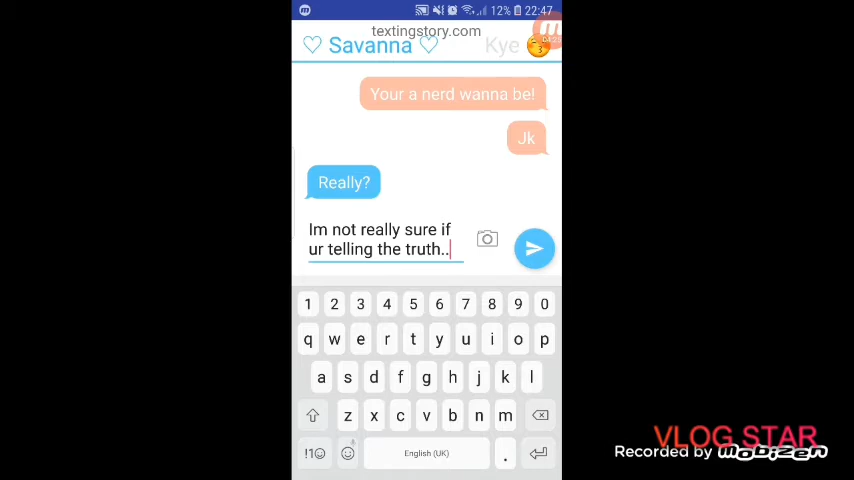 12% 22:47
textingstory.com
♡ Savanna ♡ Kye
Your a nerd wanna be!
Jk
Really?
Im not really sure if
ur telling the truth..
1 2 3 4 5 6 7 8 9 0
q w e r t y u i o p
a s d f g h j k l
z x c v b n m
!1☺ English (UK) .
VLOG STAR
Recorded by mobizen